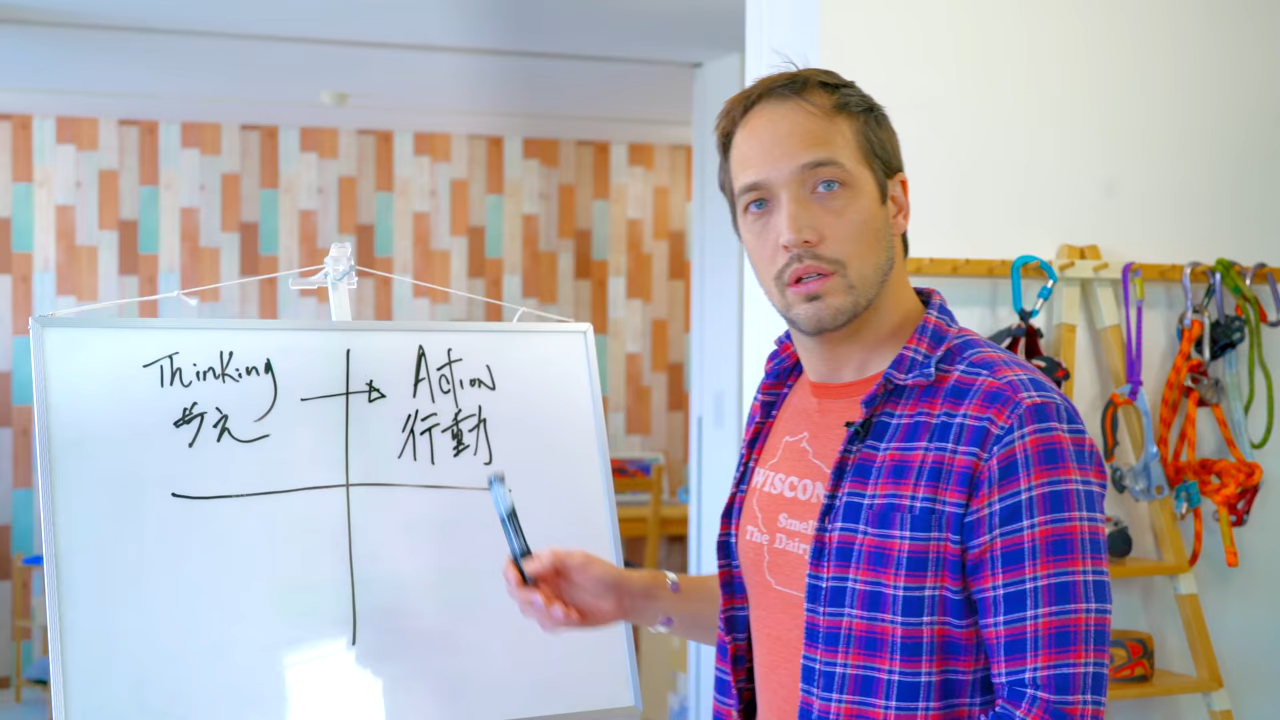 Thinking
考え
Action
行動
WISCON
Smel
The Dairy